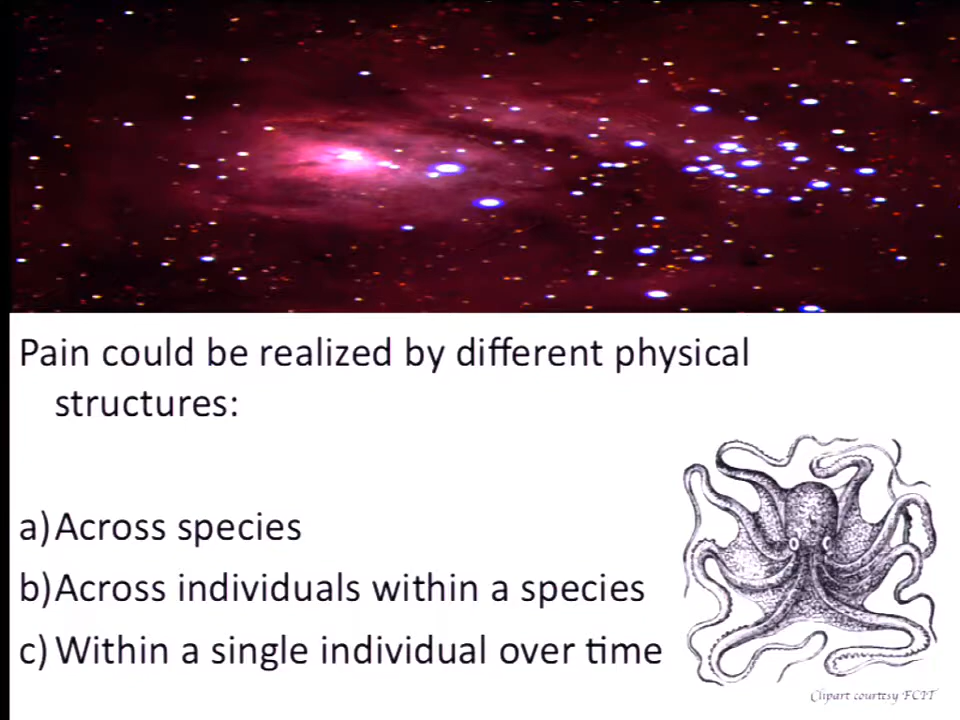 Pain could be realized by different physical
structures:
a) Across species
b) Across individuals within a species
c) Within a single individual over time
Clipart courtesy FCIT